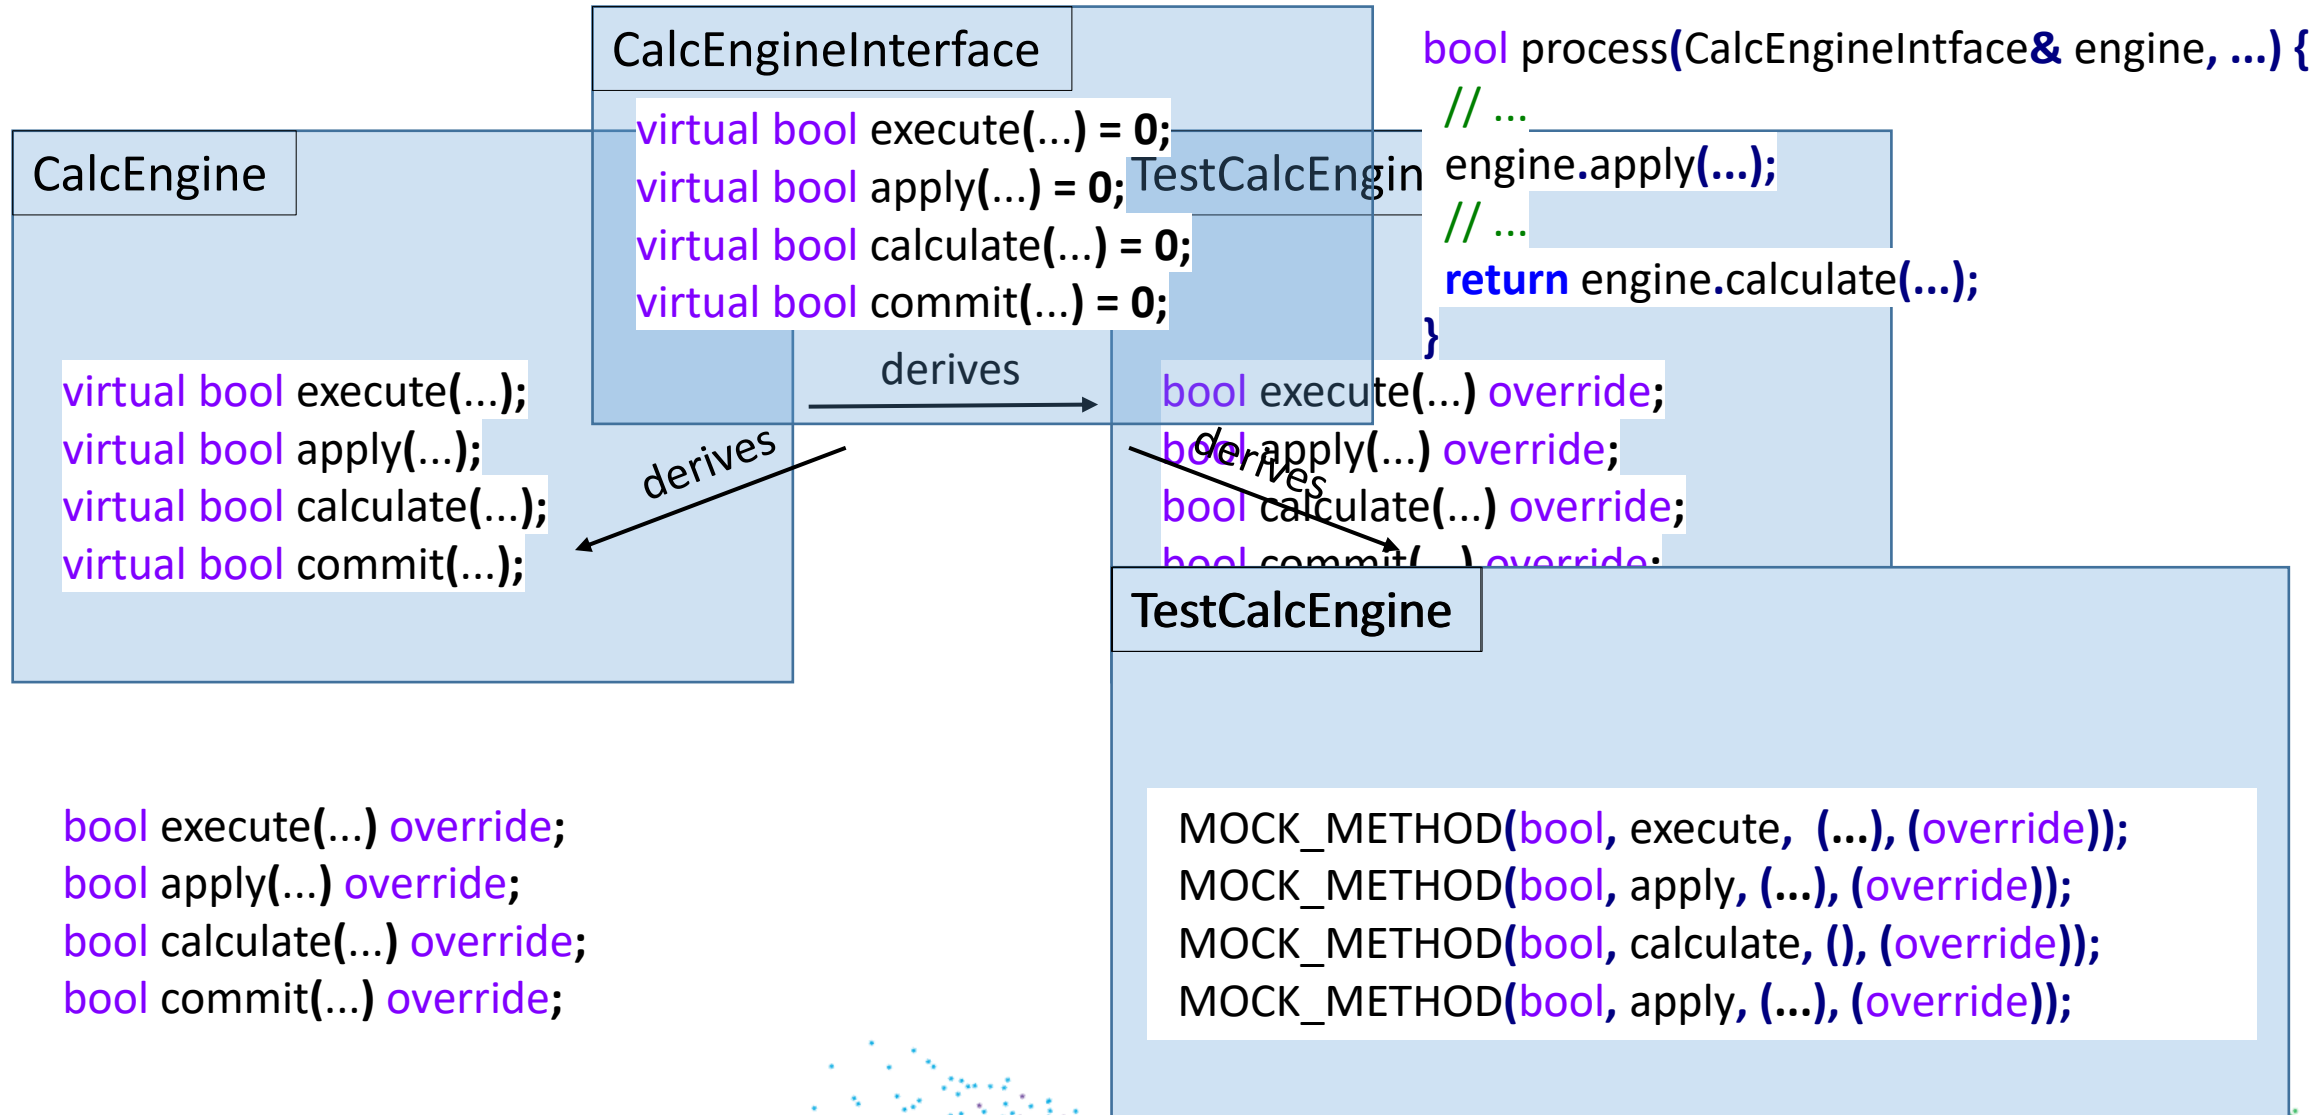 CalcEngineInterface
virtual bool execute(...) = 0;
virtual bool apply(...) = 0;
virtual bool calculate(...) = 0;
virtual bool commit(...) = 0;
bool process(CalcEngineIntface& engine, ...) {
// ...
engine.apply(...);
// ...
return engine.calculate(...);
}
CalcEngine
virtual bool execute(...);
virtual bool apply(...);
virtual bool calculate(...);
virtual bool commit(...);
derives
derives
derives
TestCalcEngin
bool execute(...) override;
bool apply(...) override;
bool calculate(...) override;
bool commit(...) override;
TestCalcEngine
MOCK_METHOD(bool, execute, (...), (override));
MOCK_METHOD(bool, apply, (...), (override));
MOCK_METHOD(bool, calculate, (), (override));
MOCK_METHOD(bool, apply, (...), (override));
bool execute(...) override;
bool apply(...) override;
bool calculate(...) override;
bool commit(...) override;